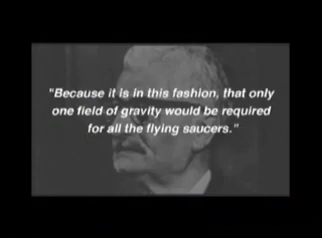 "Because it is in this fashion, that only
one field of gravity would be required
for all the flying saucers."